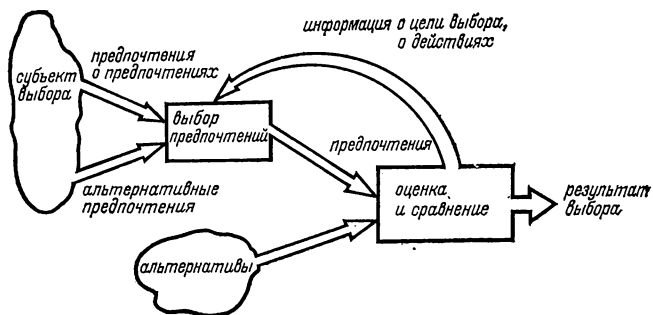 информация о цели выбора,
о действиях
предпочтения
о предпочтениях
субъект
выбора
выбор
предпочтений
предпочтения
альтернативные
предпочтения
оценка
и сравнение
результат
выбора
альтернативы